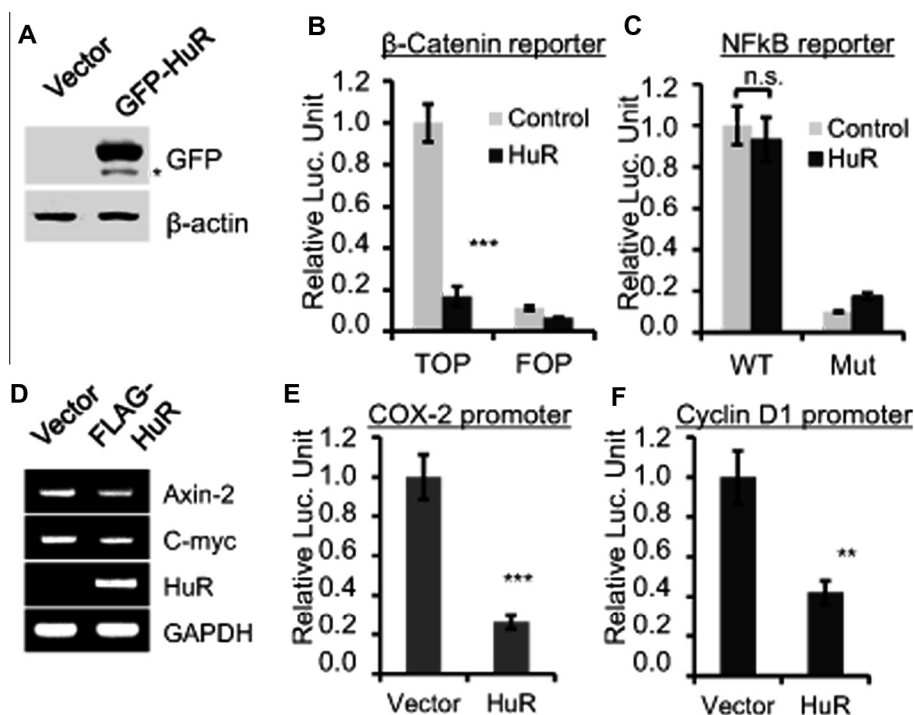 A
Vector
GFP-HuR
GFP
*
β-actin
B
β-Catenin reporter
Relative Luc. Unit
1.2
1.0
0.8
0.6
0.4
0.2
0.0
Control
HuR
***
TOP
FOP
C
NFkB reporter
Relative Luc. Unit
1.2
1.0
0.8
0.6
0.4
0.2
0.0
n.s.
Control
HuR
WT
Mut
D
Vector
FLAG-
HuR
Axin-2
C-myc
HuR
GAPDH
E
COX-2 promoter
Relative Luc. Unit
1.2
1.0
0.8
0.6
0.4
0.2
0.0
***
Vector
HuR
F
Cyclin D1 promoter
Relative Luc. Unit
1.2
1.0
0.8
0.6
0.4
0.2
0.0
**
Vector
HuR